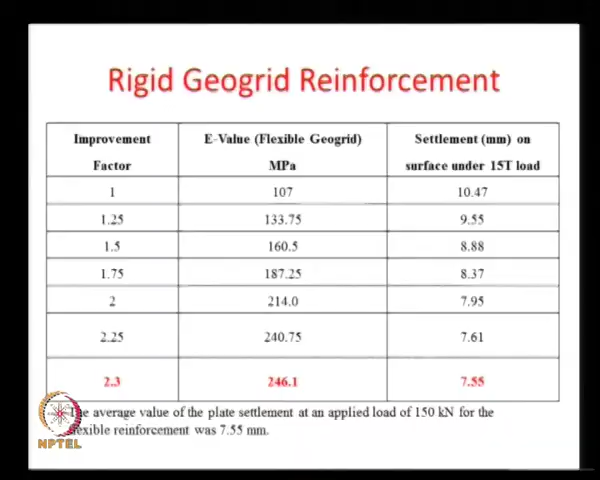 Rigid Geogrid Reinforcement
Improvement Factor E-Value (Flexible Geogrid) MPa Settlement (mm) on surface under 15T load
1 107 10.47
1.25 133.75 9.55
1.5 160.5 8.88
1.75 187.25 8.37
2 214.0 7.95
2.25 240.75 7.61
2.3 246.1 7.55
The average value of the plate settlement at an applied load of 150 kN for the
flexible reinforcement was 7.55 mm.
NPTEL